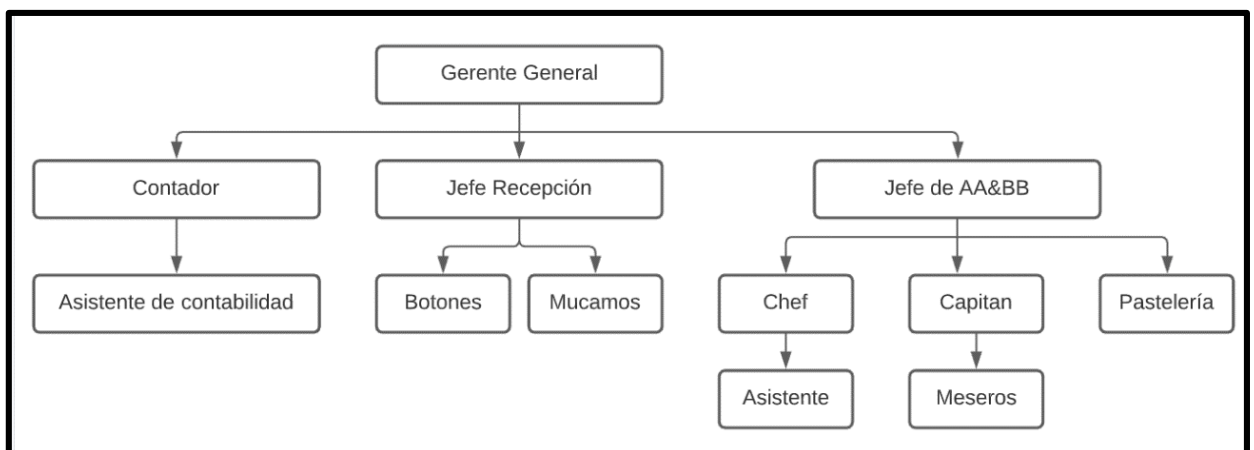 Gerente General
Contador
Jefe Recepción
Jefe de AA&BB
Asistente de contabilidad
Botones
Mucamos
Chef
Capitan
Pastelería
Asistente
Meseros